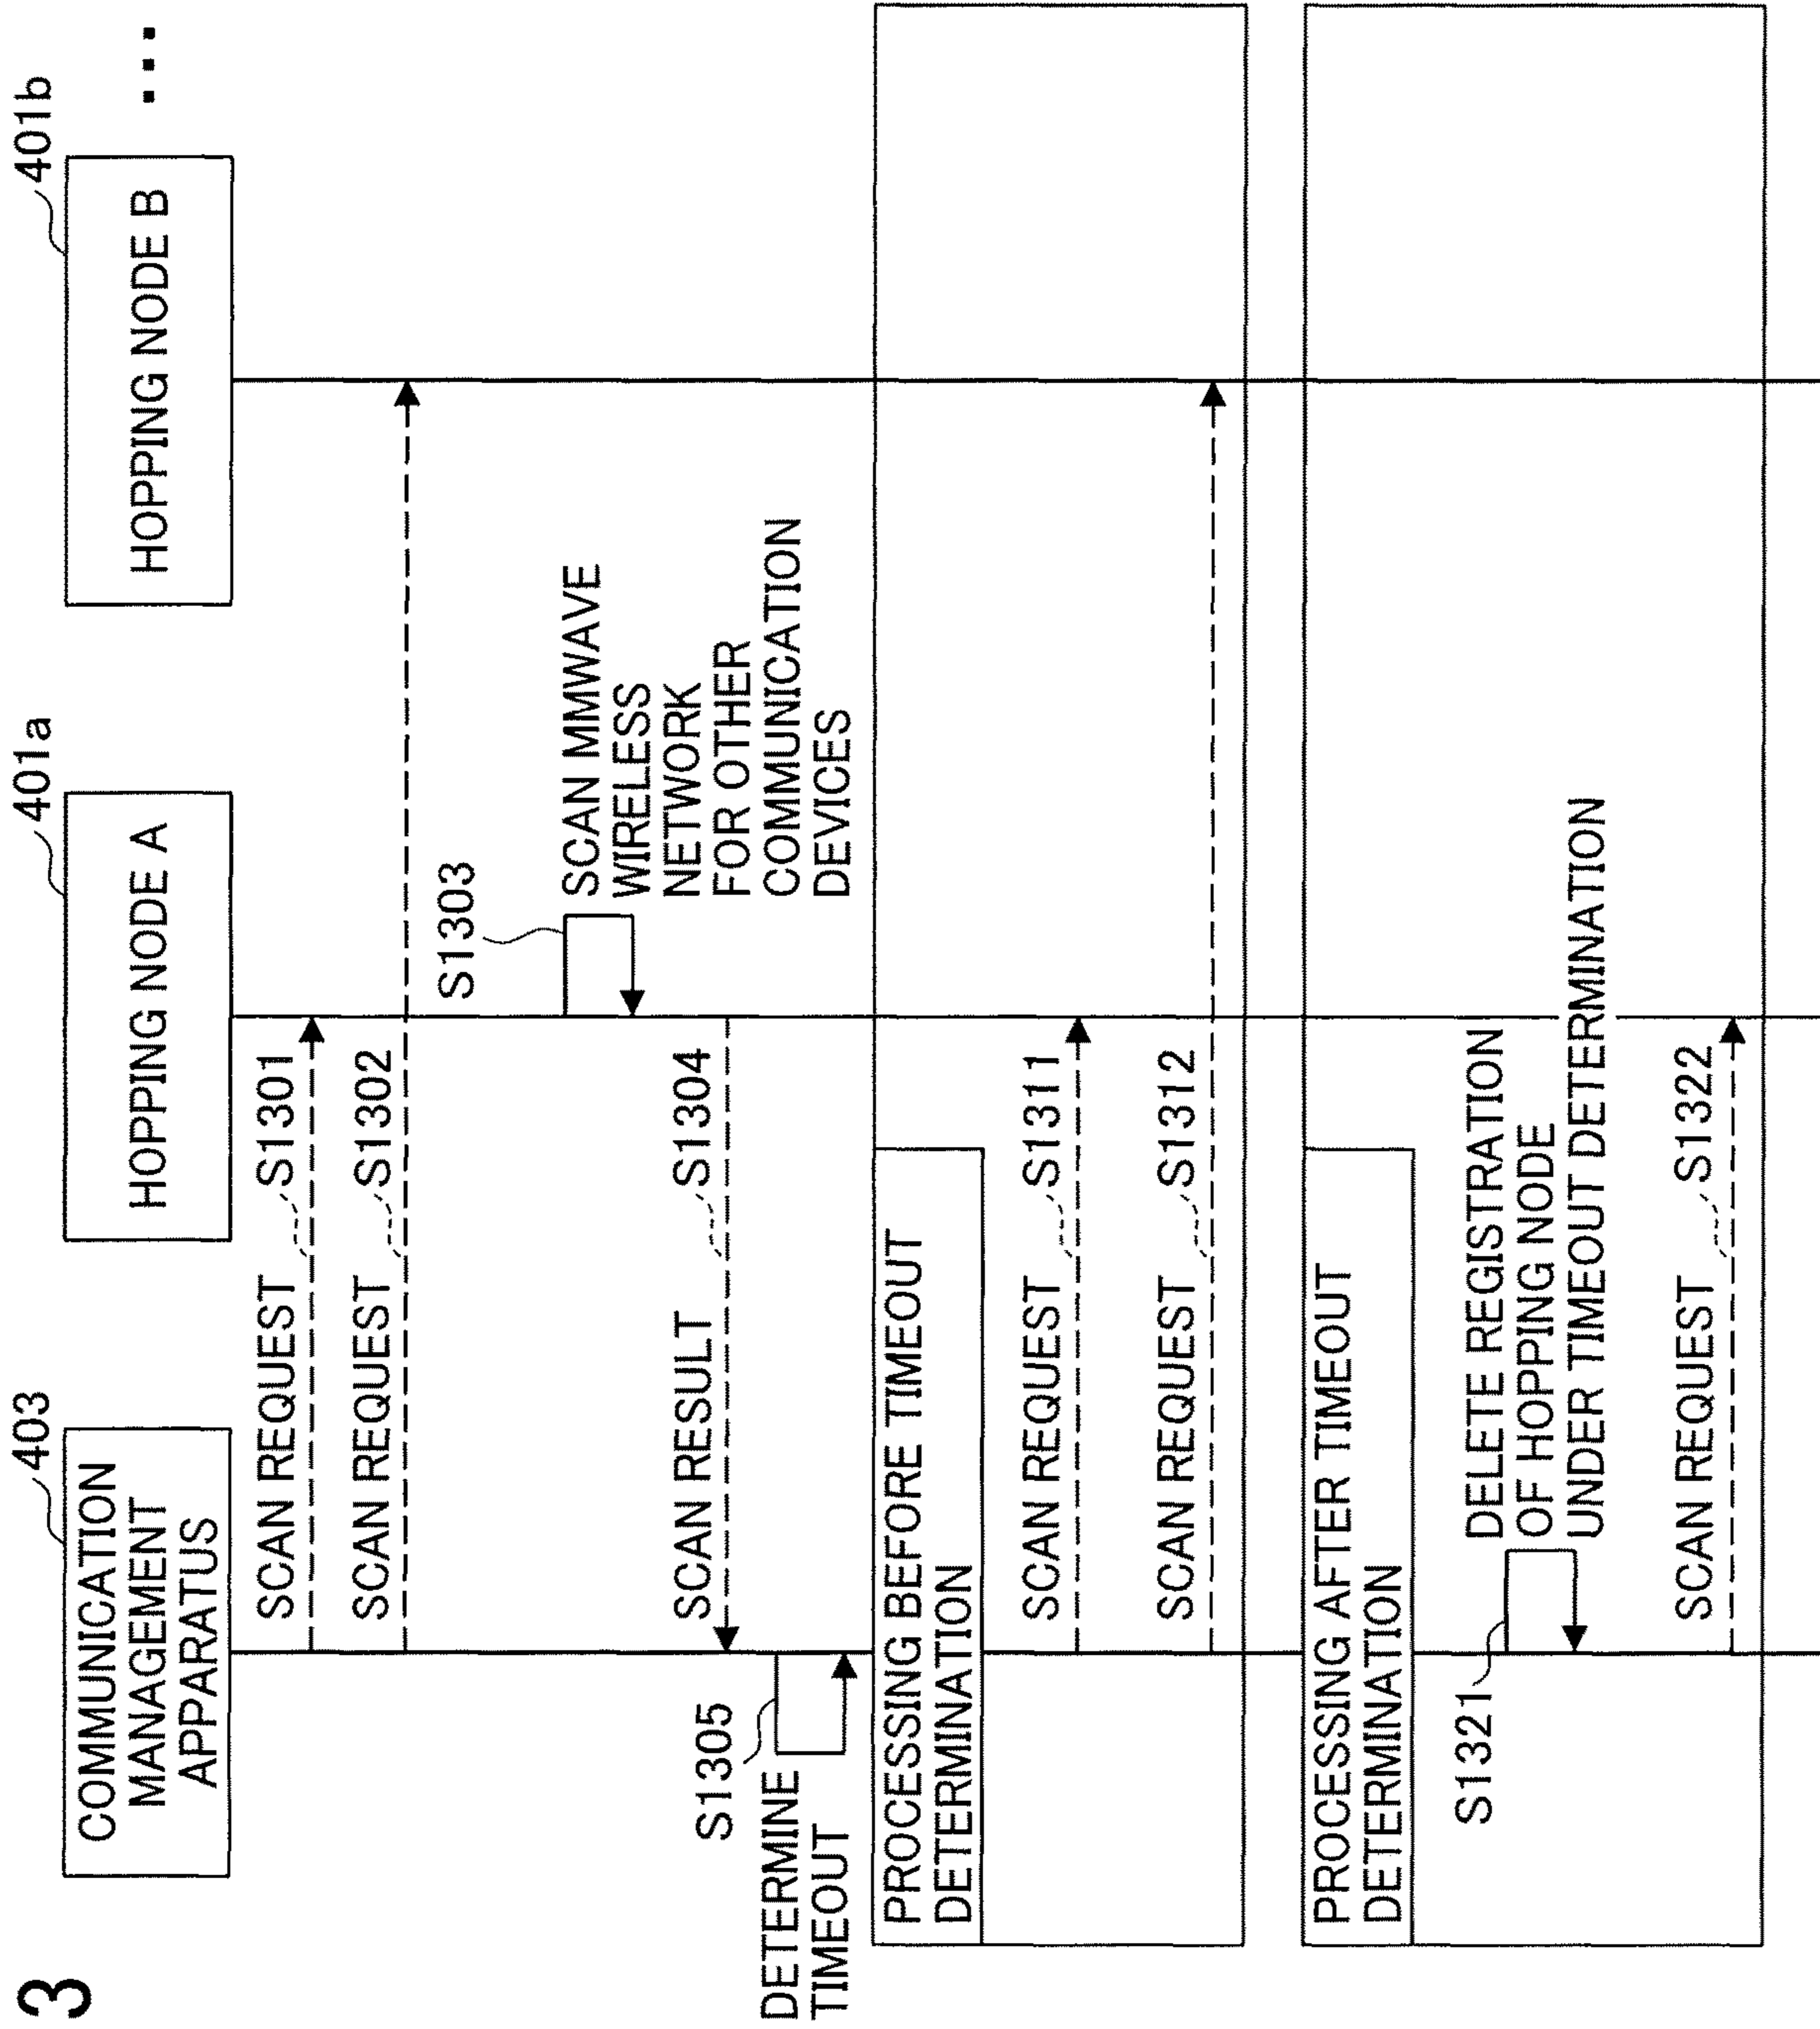 3
403
COMMUNICATION
MANAGEMENT
APPARATUS
401a
HOPPING NODE A
401b
HOPPING NODE B
...
SCAN REQUEST
S1301
SCAN REQUEST
S1302
S1303
SCAN MMWAVE
WIRELESS
NETWORK
FOR OTHER
COMMUNICATION
DEVICES
SCAN RESULT
S1304
S1305
DETERMINE
TIMEOUT
PROCESSING BEFORE TIMEOUT
DETERMINATION
SCAN REQUEST
S1311
SCAN REQUEST
S1312
PROCESSING AFTER TIMEOUT
DETERMINATION
S1321
DELETE REGISTRATION
OF HOPPING NODE
UNDER TIMEOUT DETERMINATION
SCAN REQUEST
S1322